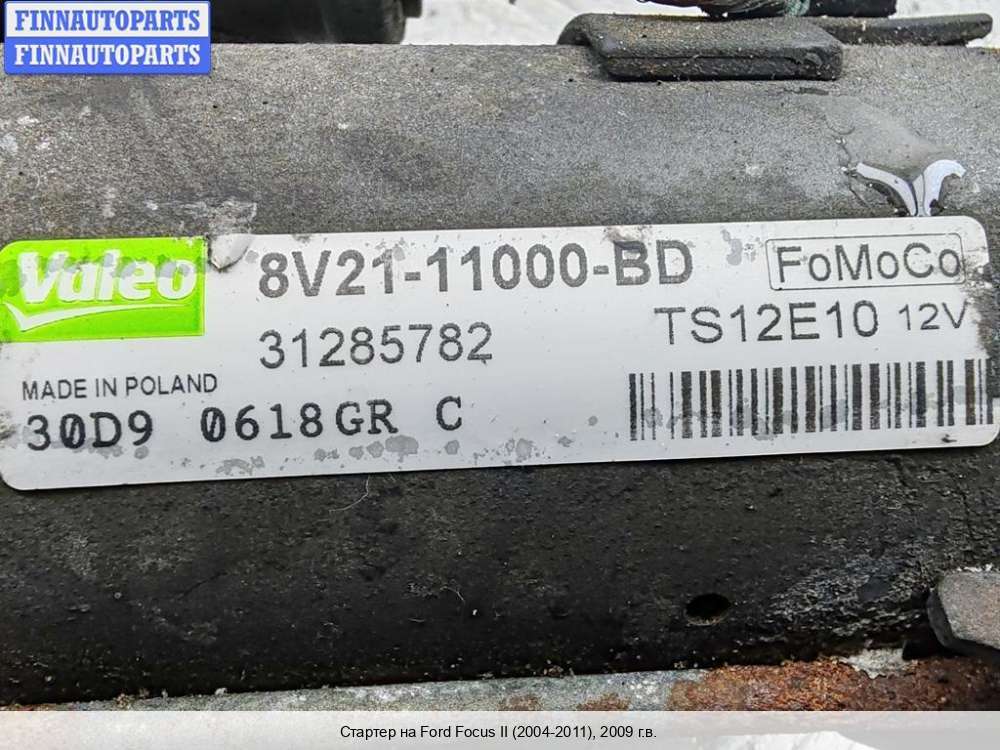 FINNAUTOPARTS
FINNAUTOPARTS
Valeo
8V21-11000-BD
FoMoCo
31285782
TS12E10 12V
MADE IN POLAND
30D9 0618GR C
Стартер на Ford Focus II (2004-2011), 2009 г.в.